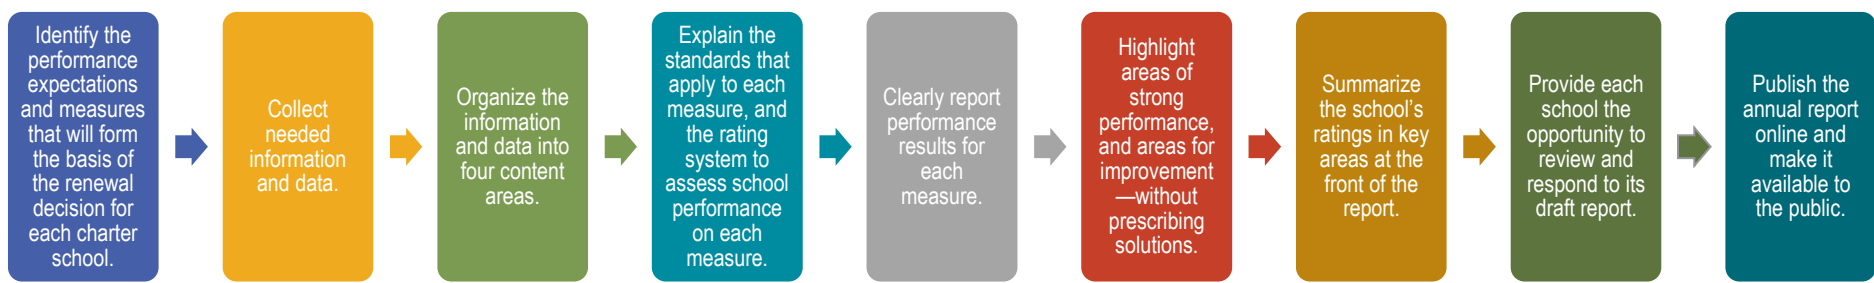 Identify the
performance
expectations
and measures
that will form
the basis of
the renewal
decision for
each charter
school.
Collect
needed
information
and data.
Organize the
information
and data into
four content
areas.
Explain the
standards that
apply to each
measure, and
the rating
system to
assess school
performance
on each
measure.
Clearly report
performance
results for
each
measure.
Highlight
areas of
strong
performance,
and areas for
improvement
—without
prescribing
solutions.
Summarize
the school’s
ratings in key
areas at the
front of the
report.
Provide each
school the
opportunity to
review and
respond to its
draft report.
Publish the
annual report
online and
make it
available to
the public.